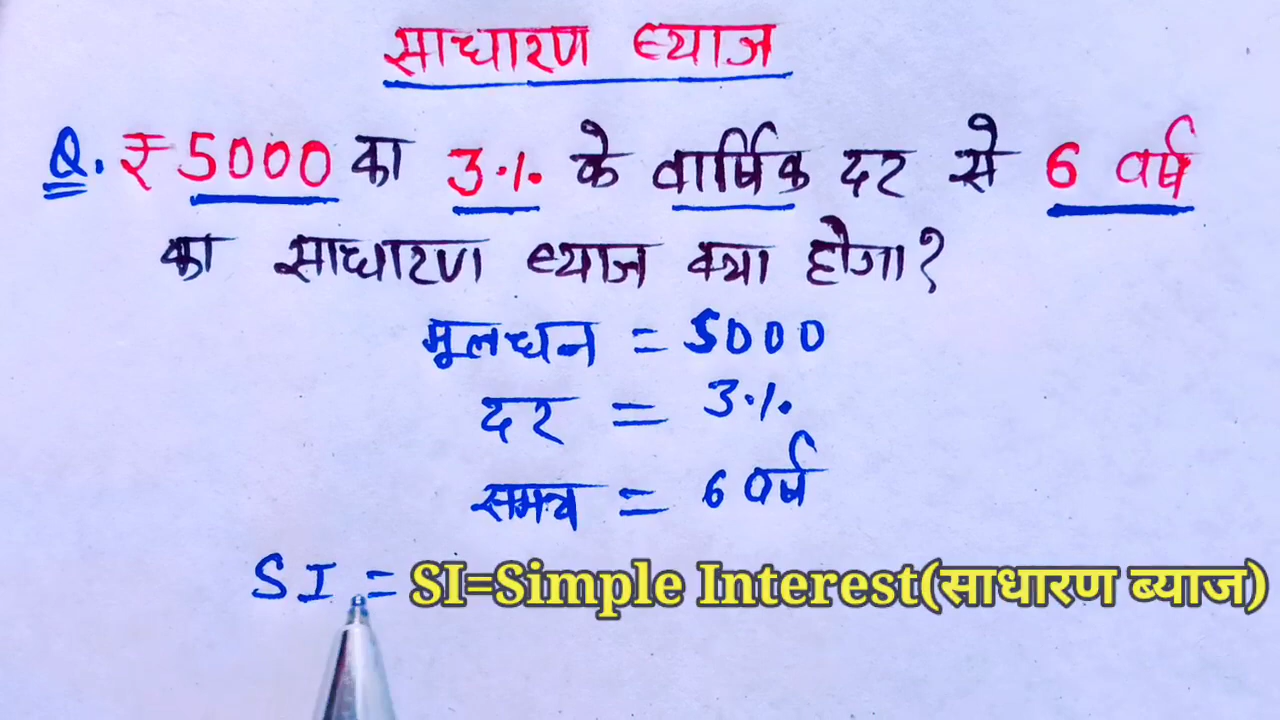 साधारण ब्याज
Q. ₹ 5000 का 3% के वार्षिक दर से 6 वर्ष
का साधारण ब्याज क्या होगा?
मूलधन = 5000
दर = 3%
समय = 6 वर्ष
SI = SI=Simple Interest(साधारण ब्याज)